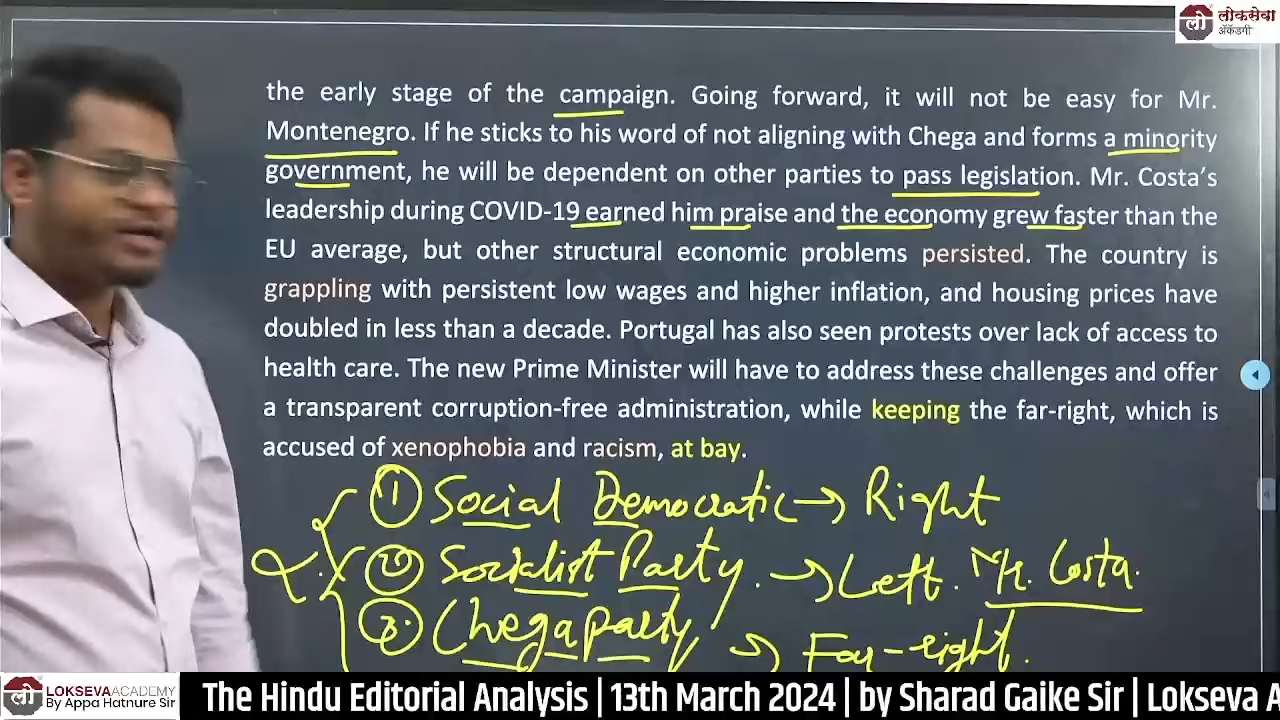 लोकसेवा
अ‍ॅकॅडमी
the early stage of the campaign. Going forward, it will not be easy for Mr.
Montenegro. If he sticks to his word of not aligning with Chega and forms a minority
government, he will be dependent on other parties to pass legislation. Mr. Costa's
leadership during COVID-19 earned him praise and the economy grew faster than the
EU average, but other structural economic problems persisted. The country is
grappling with persistent low wages and higher inflation, and housing prices have
doubled in less than a decade. Portugal has also seen protests over lack of access to
health care. The new Prime Minister will have to address these challenges and offer
a transparent corruption-free administration, while keeping the far-right, which is
accused of xenophobia and racism, at bay.
① Social Democratic → Right
② Socialist Party. → Left. Mr. Costa.
③ Chega party → Far-right.
लो LOKSEVA ACADEMY
By Appa Hatnure Sir
The Hindu Editorial Analysis | 13th March 2024 | by Sharad Gaike Sir | Lokseva A